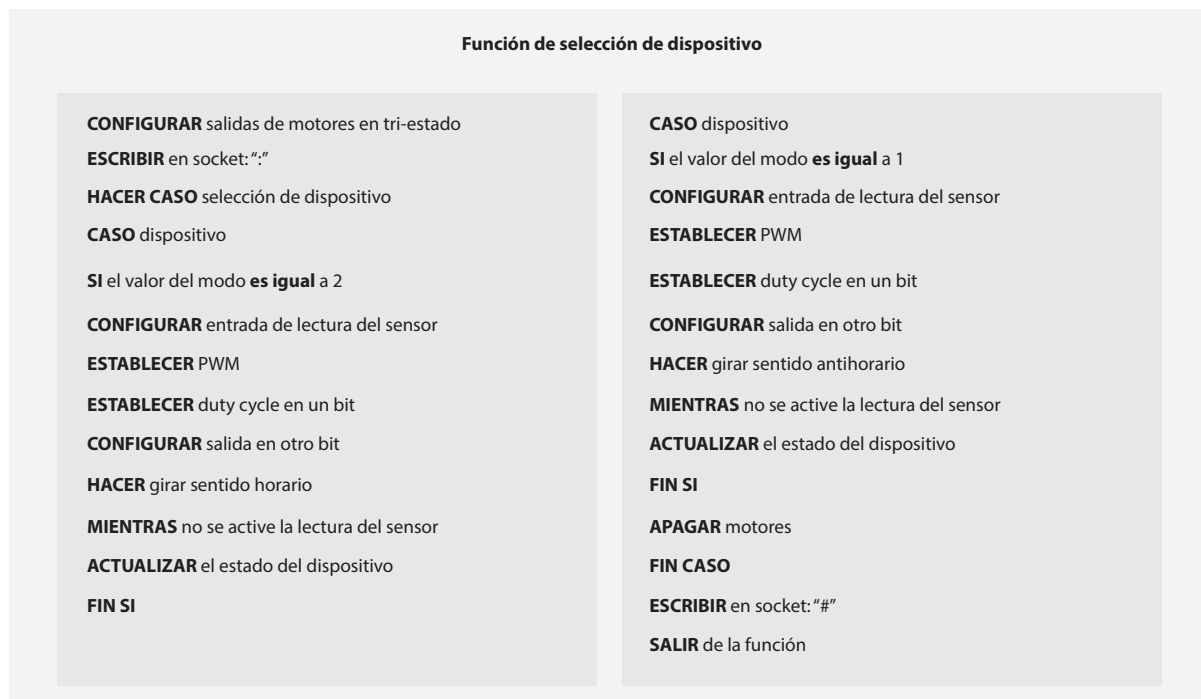 Función de selección de dispositivo
CONFIGURAR salidas de motores en tri-estado
ESCRIBIR en socket: “:”
HACER CASO selección de dispositivo
CASO dispositivo
SI el valor del modo es igual a 2
CONFIGURAR entrada de lectura del sensor
ESTABLECER PWM
ESTABLECER duty cycle en un bit
CONFIGURAR salida en otro bit
HACER girar sentido horario
MIENTRAS no se active la lectura del sensor
ACTUALIZAR el estado del dispositivo
FIN SI
CASO dispositivo
SI el valor del modo es igual a 1
CONFIGURAR entrada de lectura del sensor
ESTABLECER PWM
ESTABLECER duty cycle en un bit
CONFIGURAR salida en otro bit
HACER girar sentido antihorario
MIENTRAS no se active la lectura del sensor
ACTUALIZAR el estado del dispositivo
FIN SI
APAGAR motores
FIN CASO
ESCRIBIR en socket: “#”
SALIR de la función